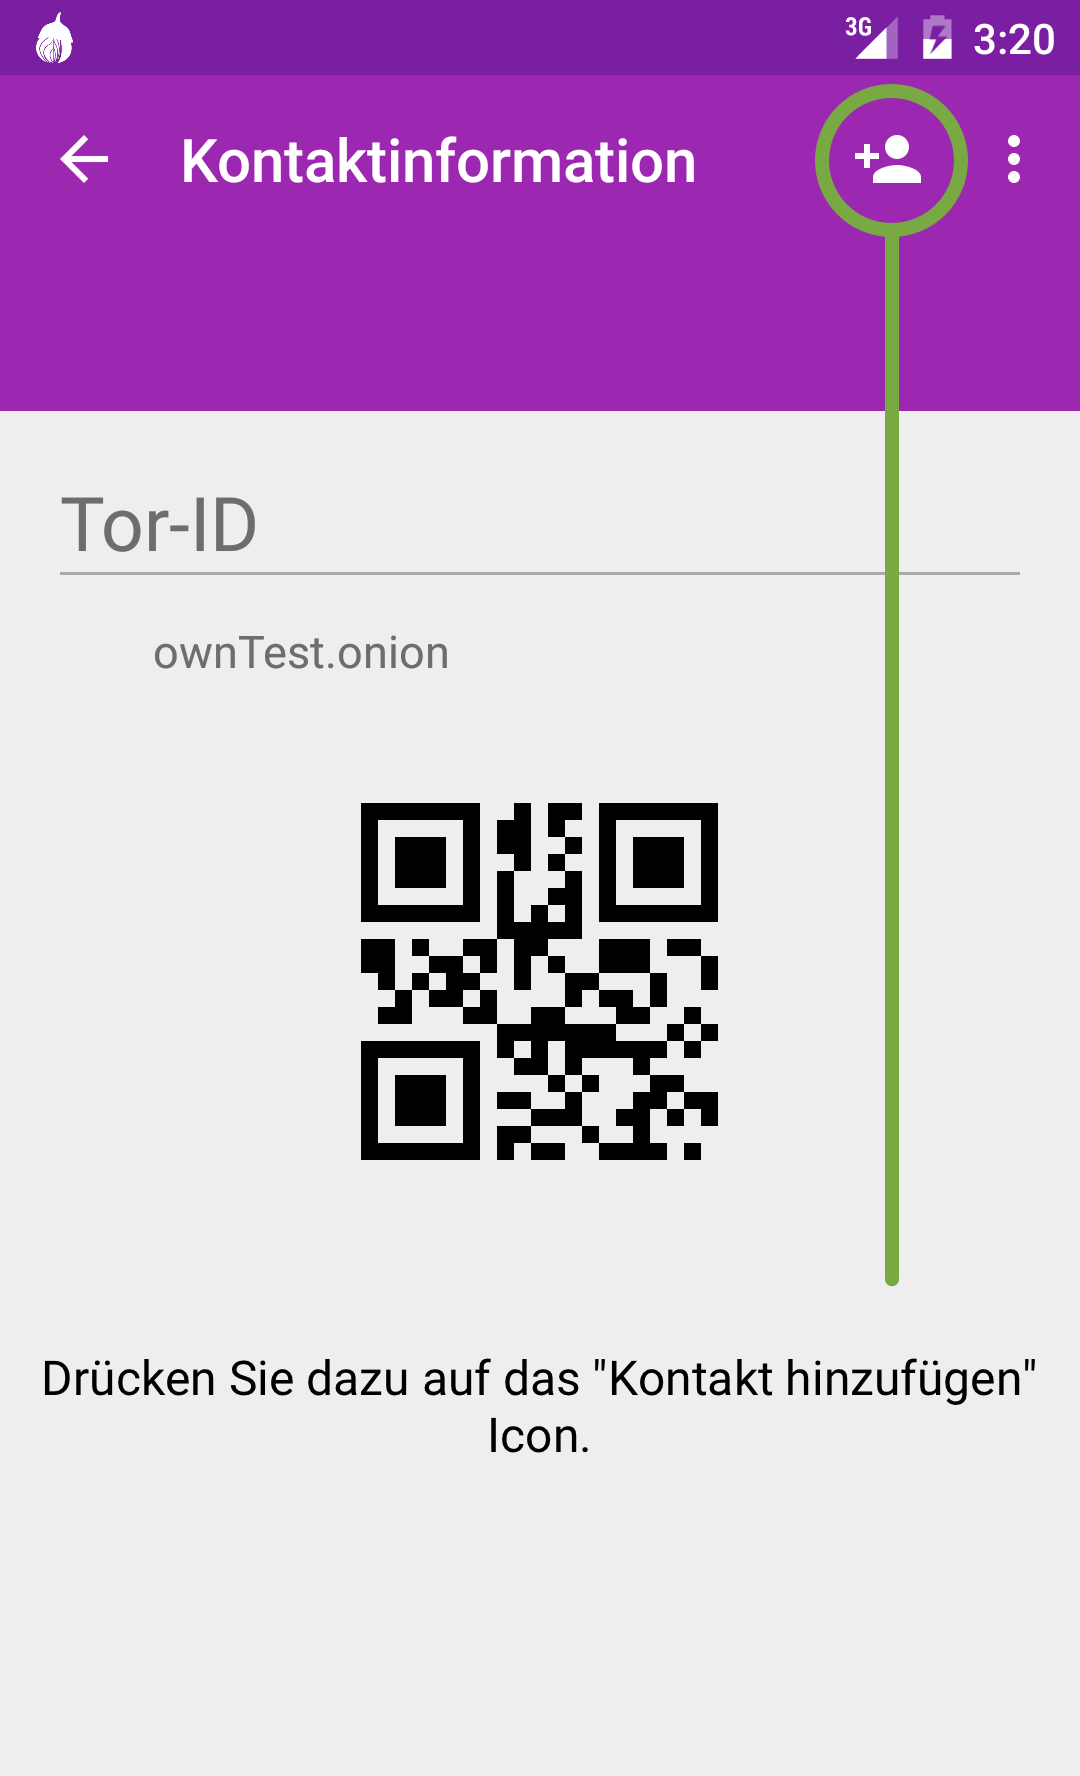 3G 3:20
Kontaktinformation
Tor-ID
ownTest.onion
Drücken Sie dazu auf das "Kontakt hinzufügen"
Icon.